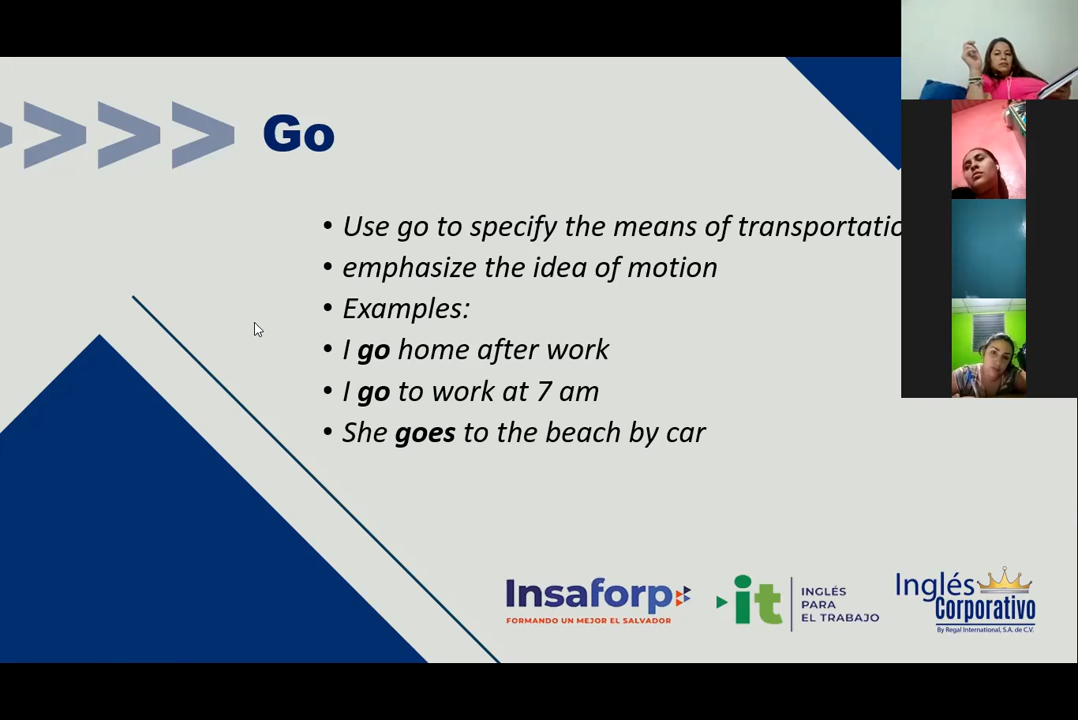 Go
• Use go to specify the means of transportatio
• emphasize the idea of motion
• Examples:
• I go home after work
• I go to work at 7 am
• She goes to the beach by car
Insaforp
FORMANDO UN MEJOR EL SALVADOR
it
INGLÉS
PARA
EL TRABAJO
Inglés
Corporativo
By Regal International, S.A. de C.V.